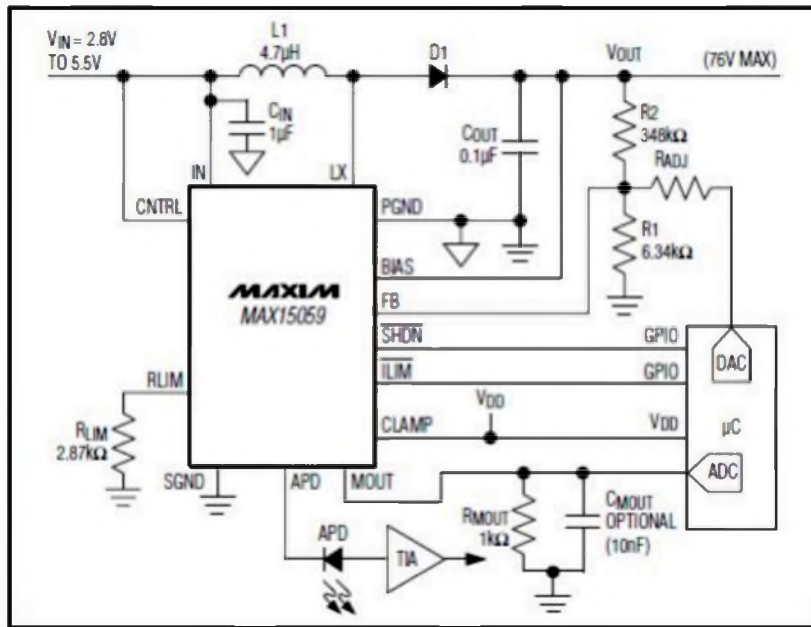 VIN = 2.8V
TO 5.5V
L1
4.7µH
D1
VOUT
(76V MAX)
CIN
1µF
COUT
0.1µF
R2
348kΩ
RADJ
IN
LX
CNTRL
PGND
R1
6.34kΩ
BIAS
MAXIM
MAX15059
FB
SHDN
GPIO
DAC
RLIM
ILIM
GPIO
VDD
µC
RLIM
2.87kΩ
CLAMP
VDD
ADC
SGND
APD
MOUT
RMOUT
1kΩ
CMOUT
OPTIONAL
(10nF)
APD
TIA